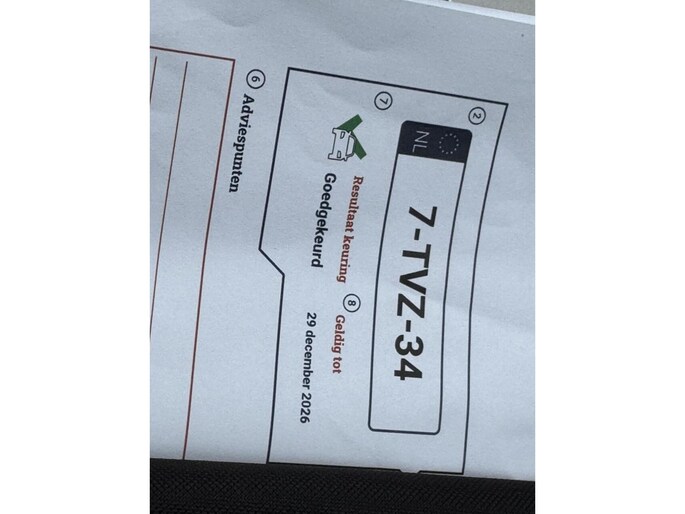 ②
NL
7-TVZ-34
⑦
Resultaat keuring
Goedgekeurd
⑧ Geldig tot
29 december 2026
⑥ Adviespunten